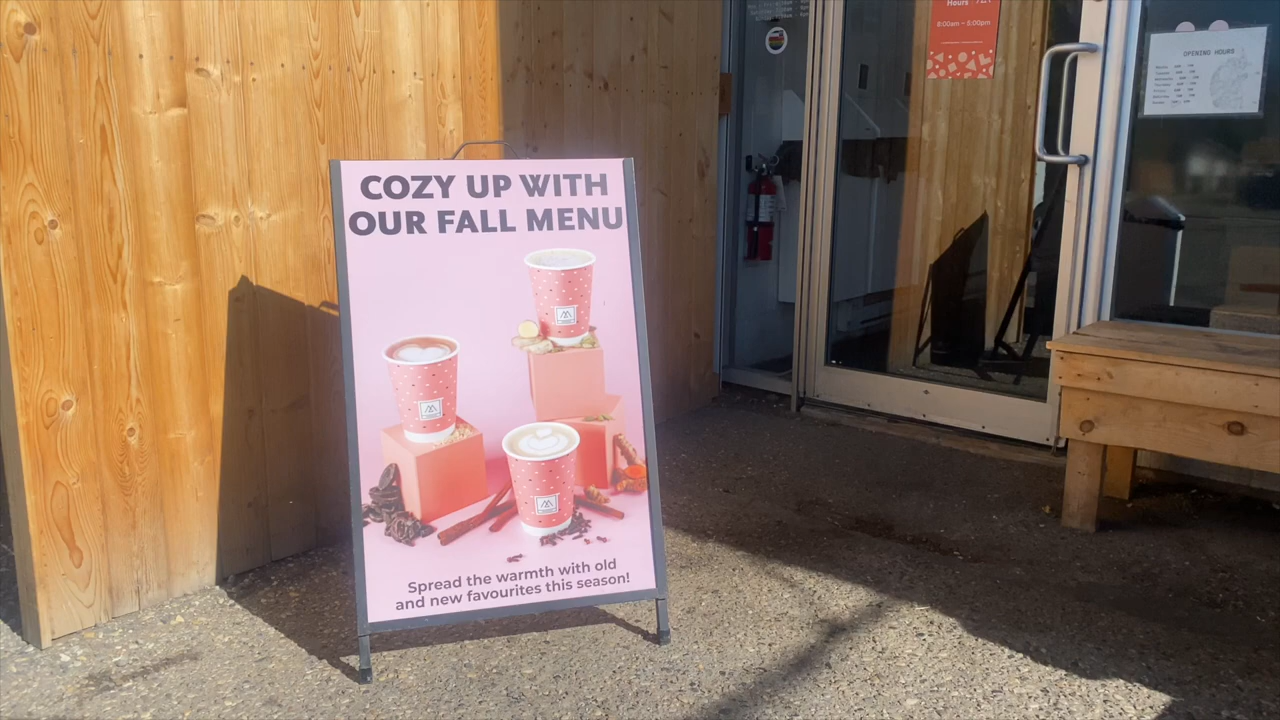 COZY UP WITH
OUR FALL MENU
Spread the warmth with old
and new favourites this season!
Hours
8:00am - 5:00pm
OPENING HOURS